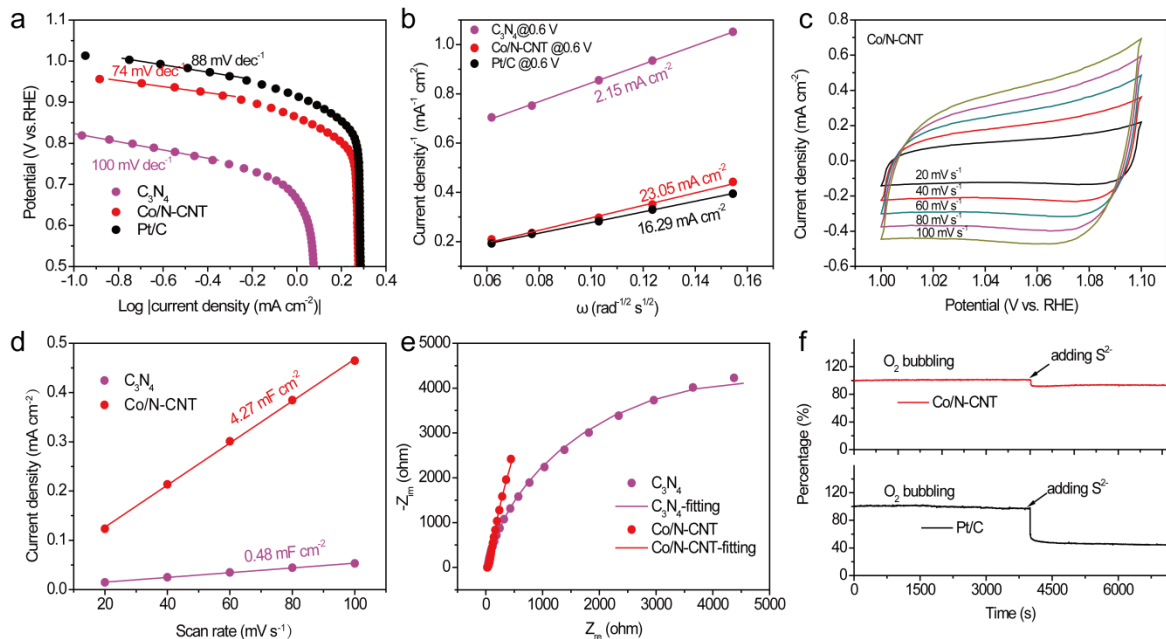 a
1.1
1.0
0.9
0.8
0.7
0.6
0.5
Potential (V vs.RHE)
88 mV dec⁻¹
74 mV dec⁻¹
100 mV dec⁻¹
C₃N₄
Co/N-CNT
Pt/C
-1.0 -0.8 -0.6 -0.4 -0.2 0.0 0.2 0.4
Log |current density (mA cm⁻²)|
b
1.0
0.8
0.6
0.4
0.2
Current density⁻¹ (mA⁻¹ cm²)
C₃N₄@0.6 V
Co/N-CNT @0.6 V
Pt/C @0.6 V
2.15 mA cm⁻²
23.05 mA cm⁻²
16.29 mA cm⁻²
0.06 0.08 0.10 0.12 0.14 0.16
ω (rad⁻¹/² s¹/²)
c
0.8
0.4
0.0
-0.4
-0.8
Current density (mA cm⁻²)
Co/N-CNT
20 mV s⁻¹
40 mV s⁻¹
60 mV s⁻¹
80 mV s⁻¹
100 mV s⁻¹
1.00 1.02 1.04 1.06 1.08 1.10
Potential (V vs. RHE)
d
0.5
0.4
0.3
0.2
0.1
0.0
Current density (mA cm⁻²)
C₃N₄
Co/N-CNT
4.27 mF cm⁻²
0.48 mF cm⁻²
20 40 60 80 100
Scan rate (mV s⁻¹)
e
5000
4000
3000
2000
1000
0
-Zᵢₘ (ohm)
C₃N₄
C₃N₄-fitting
Co/N-CNT
Co/N-CNT-fitting
0 1000 2000 3000 4000 5000
Zᵣₑ (ohm)
f
120
80
40
0
O₂ bubbling
adding S²⁻
Co/N-CNT
Percentage (%)
120
80
40
0
O₂ bubbling
adding S²⁻
Pt/C
0 1500 3000 4500 6000
Time (s)